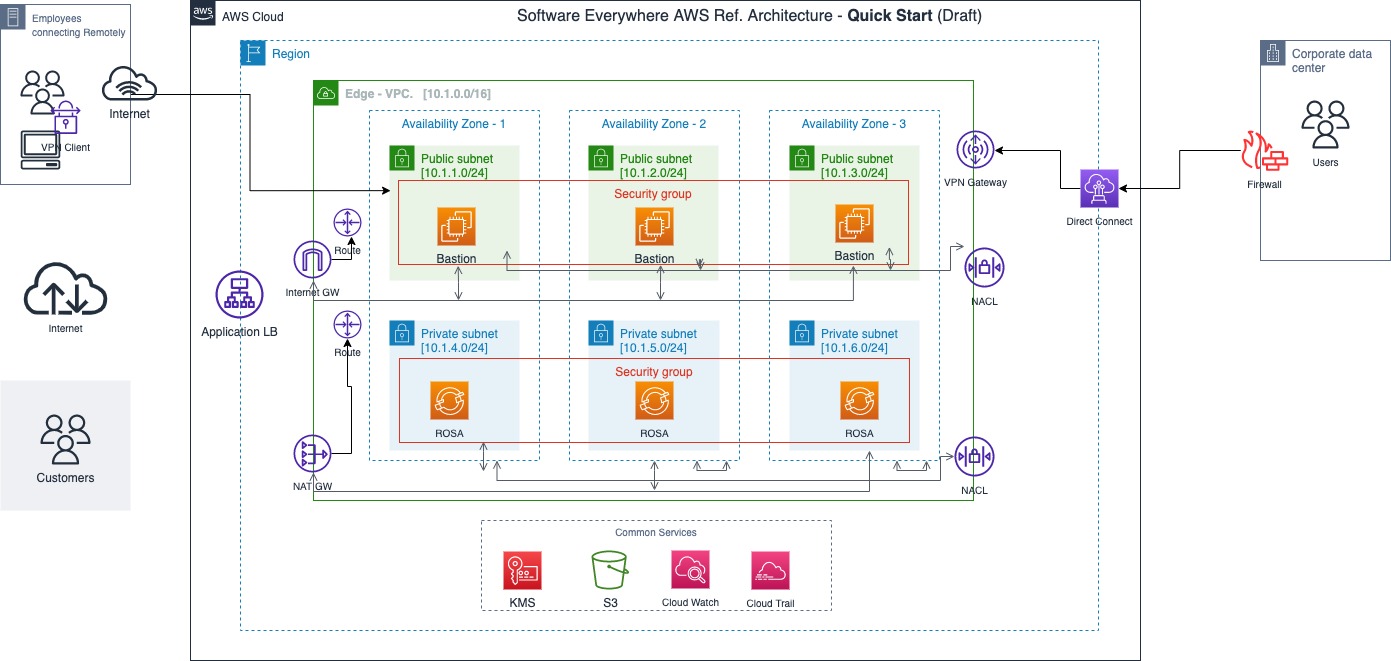 Employees
connecting Remotely
VPN Client
Internet
Internet
Customers
aws
AWS Cloud
Software Everywhere AWS Ref. Architecture - Quick Start (Draft)
Region
Edge - VPC. [10.1.0.0/16]
Availability Zone - 1
Availability Zone - 2
Availability Zone - 3
Public subnet
[10.1.1.0/24]
Public subnet
[10.1.2.0/24]
Public subnet
[10.1.3.0/24]
Security group
Bastion
Bastion
Bastion
Route
Internet GW
Application LB
Route
NAT GW
Private subnet
[10.1.4.0/24]
Private subnet
[10.1.5.0/24]
Private subnet
[10.1.6.0/24]
Security group
ROSA
ROSA
ROSA
VPN Gateway
NACL
NACL
Direct Connect
Firewall
Corporate data
center
Users
Common Services
KMS
S3
Cloud Watch
Cloud Trail